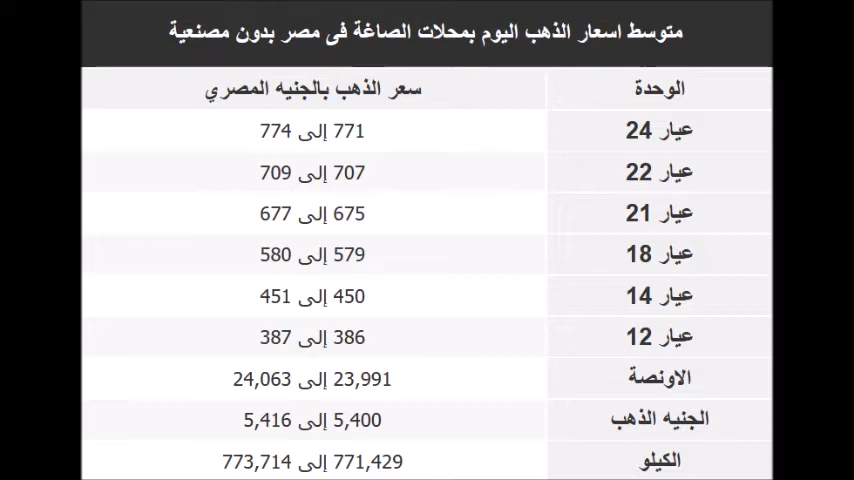 متوسط اسعار الذهب اليوم بمحلات الصاغة فى مصر بدون مصنعية
الوحدة سعر الذهب بالجنيه المصري
عيار 24 771 إلى 774
عيار 22 707 إلى 709
عيار 21 675 إلى 677
عيار 18 579 إلى 580
عيار 14 450 إلى 451
عيار 12 386 إلى 387
الاونصة 23,991 إلى 24,063
الجنيه الذهب 5,400 إلى 5,416
الكيلو 771,429 إلى 773,714